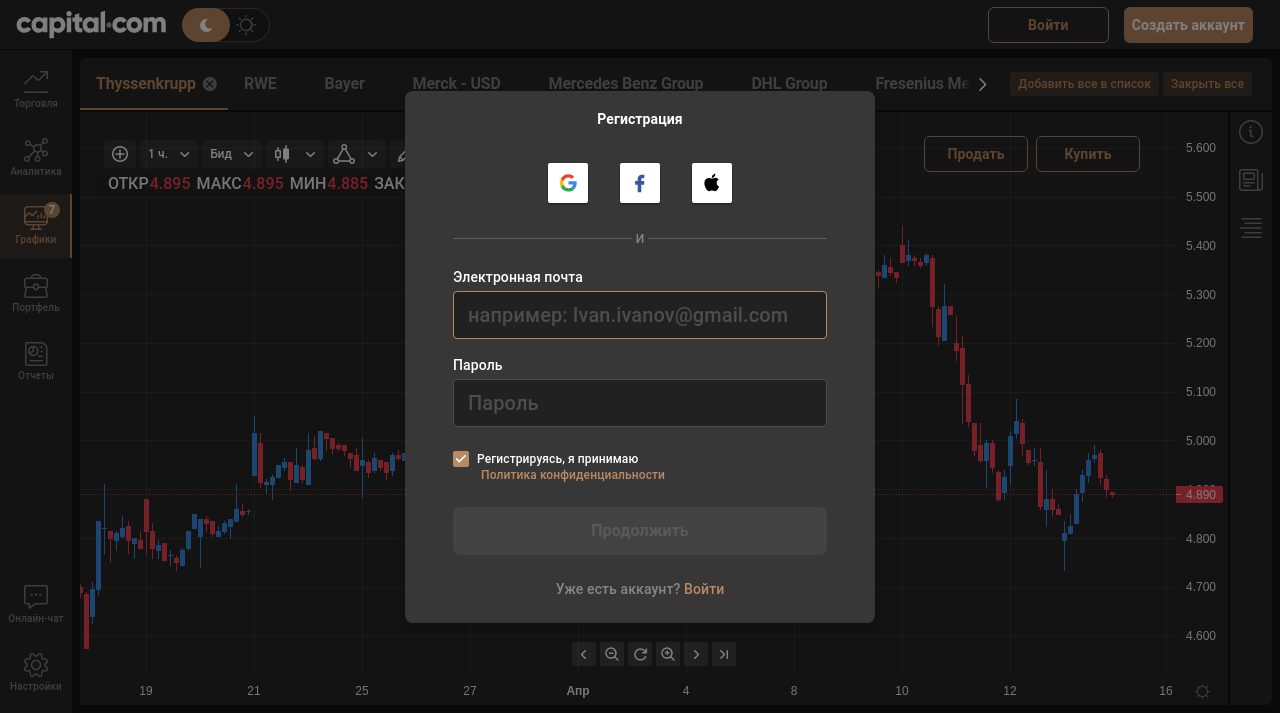 capital.com
Войти
Создать аккаунт
Торговля
Аналитика
7
Графики
Портфель
Отчеты
Онлайн-чат
Настройки
Thyssenkrupp
RWE
Bayer
Merck - USD
Mercedes Benz Group
DHL Group
Fresenius Me
Добавить все в список
Закрыть все
1 ч.
Бид
ОТКР4.895 МАКС4.895 МИН4.885 ЗАК
Продать
Купить
Регистрация
И
Электронная почта
например: Ivan.ivanov@gmail.com
Пароль
Пароль
Регистрируясь, я принимаю
Политика конфиденциальности
Продолжить
Уже есть аккаунт? Войти
5.600
5.500
5.400
5.300
5.200
5.100
5.000
4.890
4.800
4.700
4.600
19
21
25
27
Апр
4
8
10
12
16